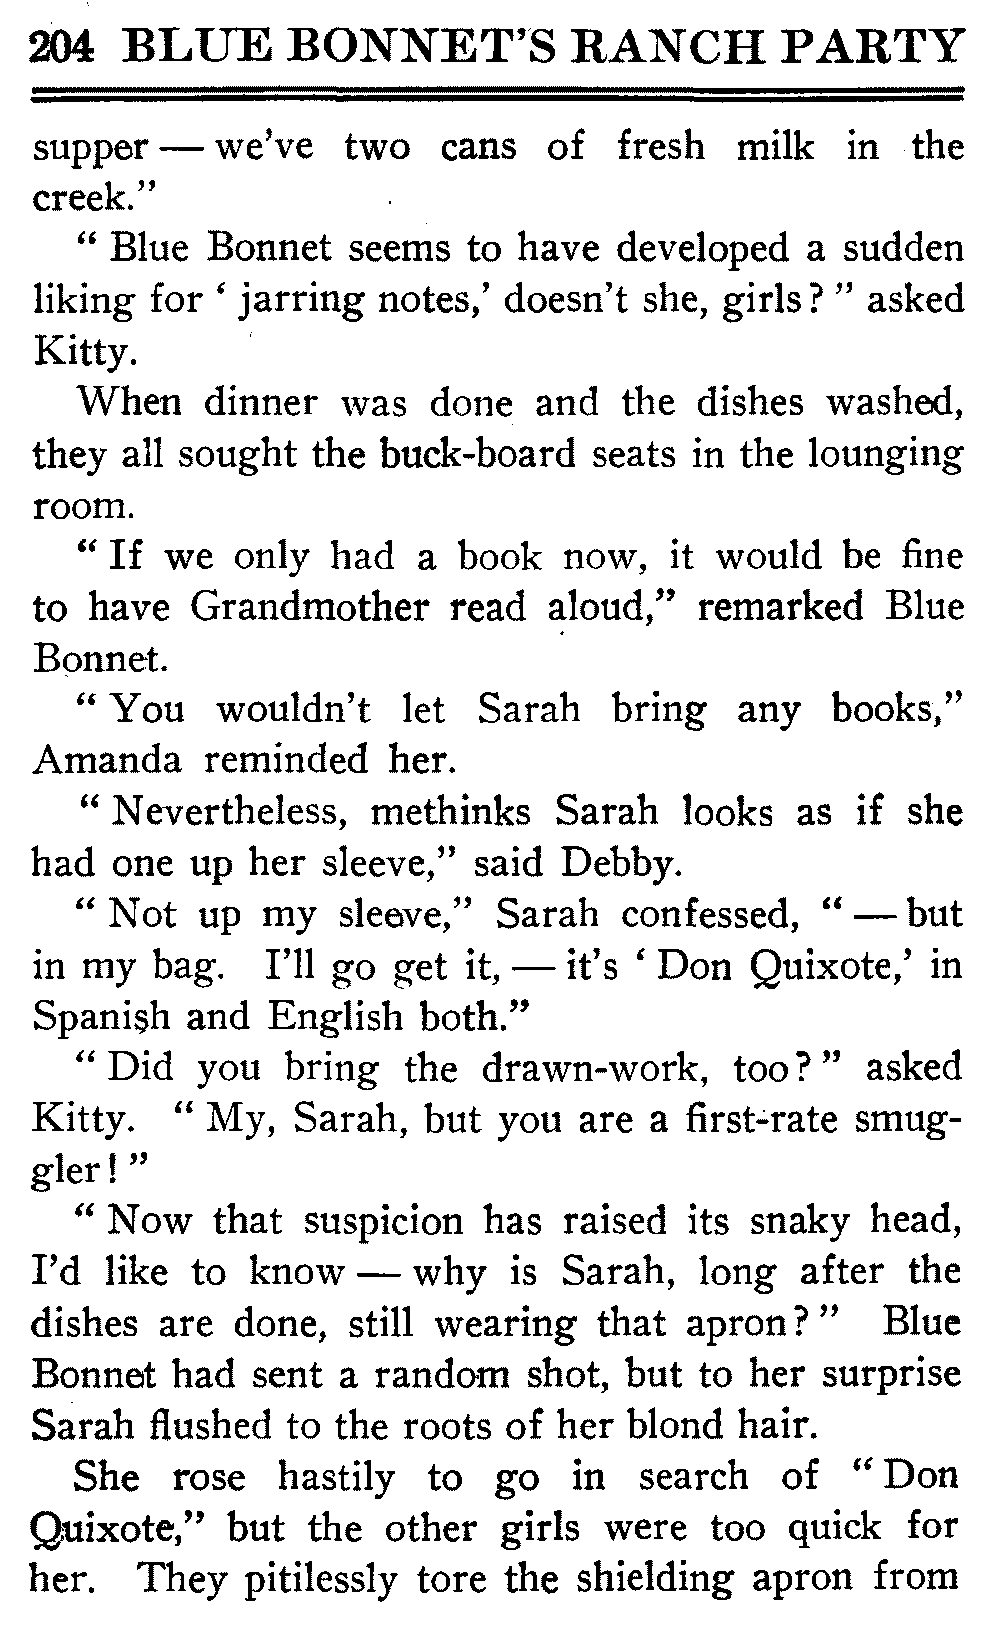 204 BLUE BONNET'S RANCH PARTY
supper — we've two cans of fresh milk in the
creek."
" Blue Bonnet seems to have developed a sudden
liking for ' jarring notes,' doesn't she, girls? " asked
Kitty.
When dinner was done and the dishes washed,
they all sought the buck-board seats in the lounging
room.
" If we only had a book now, it would be fine
to have Grandmother read aloud," remarked Blue
Bonnet.
" You wouldn't let Sarah bring any books,"
Amanda reminded her.
" Nevertheless, methinks Sarah looks as if she
had one up her sleeve," said Debby.
" Not up my sleeve," Sarah confessed, " — but
in my bag. I'll go get it, — it's ' Don Quixote,' in
Spanish and English both."
" Did you bring the drawn-work, too? " asked
Kitty. " My, Sarah, but you are a first-rate smug-
gler! "
" Now that suspicion has raised its snaky head,
I'd like to know — why is Sarah, long after the
dishes are done, still wearing that apron? " Blue
Bonnet had sent a random shot, but to her surprise
Sarah flushed to the roots of her blond hair.
She rose hastily to go in search of " Don
Quixote," but the other girls were too quick for
her. They pitilessly tore the shielding apron from